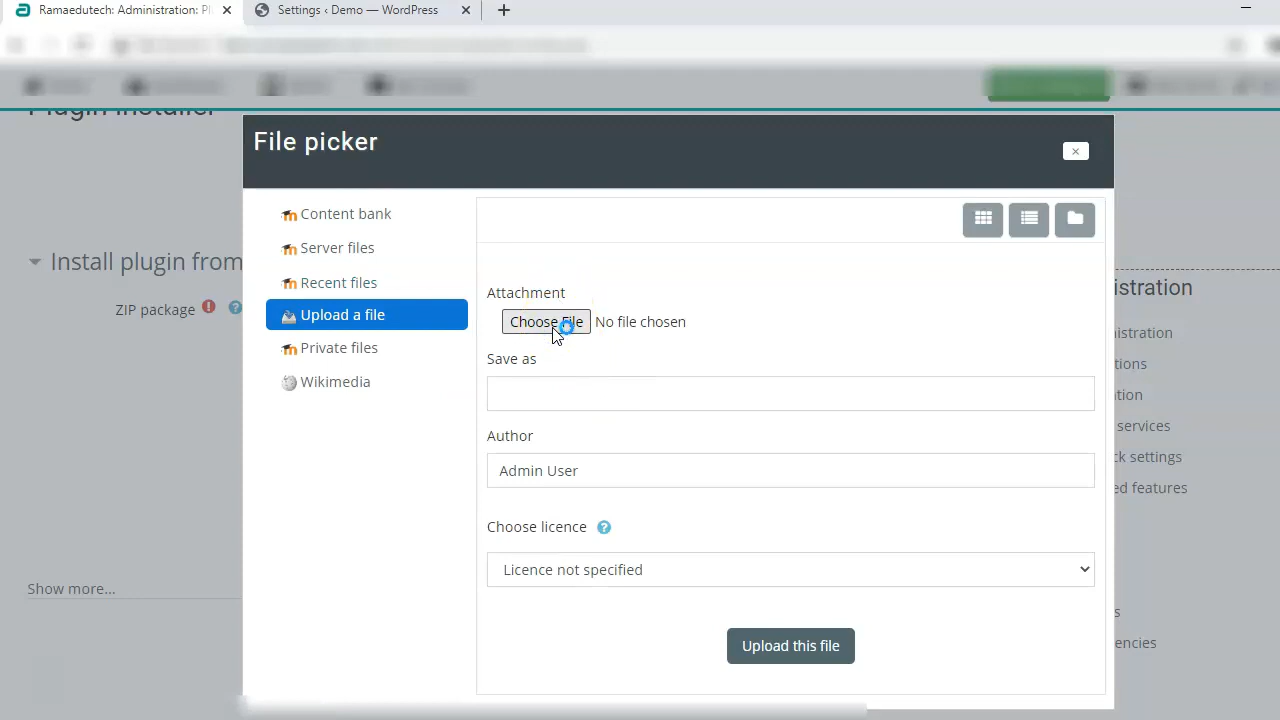 Ramaedutech: Administration: Pl
Settings ‹ Demo — WordPress
Plugin installer
File picker
Content bank
Server files
Recent files
Upload a file
Private files
Wikimedia
Install plugin from
ZIP package
Show more...
Attachment
Choose File No file chosen
Save as
Author
Admin User
Choose licence
Licence not specified
Upload this file
istration
nistration
tions
tion
services
ck settings
ed features
s
encies